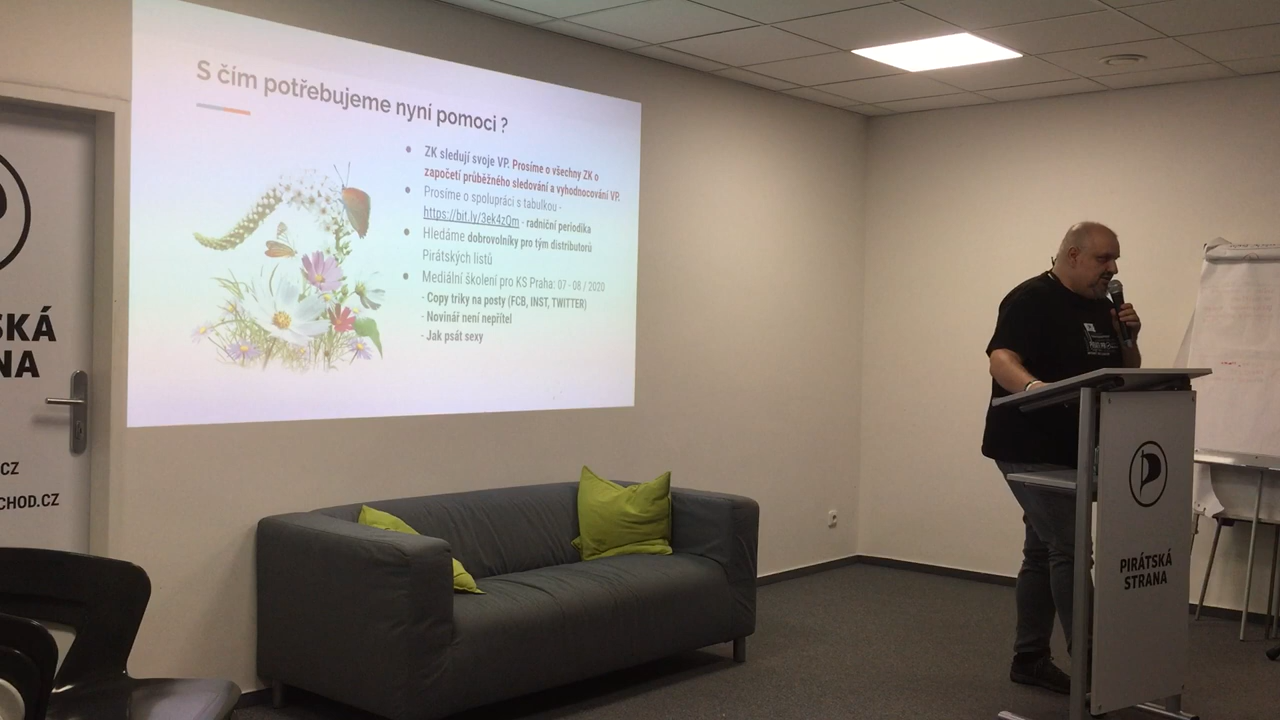 S čím potřebujeme nyní pomoci ?
ZK sledují svoje VP. Prosíme o všechny ZK o
započetí průběžného sledování a vyhodnocování VP.
Prosíme o spolupráci s tabulkou -
https://bit.ly/3ek4zQm - radniční periodika
Hledáme dobrovolníky pro tým distributorů
Pirátských listů
Mediální školení pro KS Praha: 07 - 08 / 2020
- Copy triky na posty (FCB, INST, TWITTER)
- Novinář není nepřítel
- Jak psát sexy
SKÁ
ANA
.CZ
CHOD.CZ
PIRÁTSKÁ
STRANA